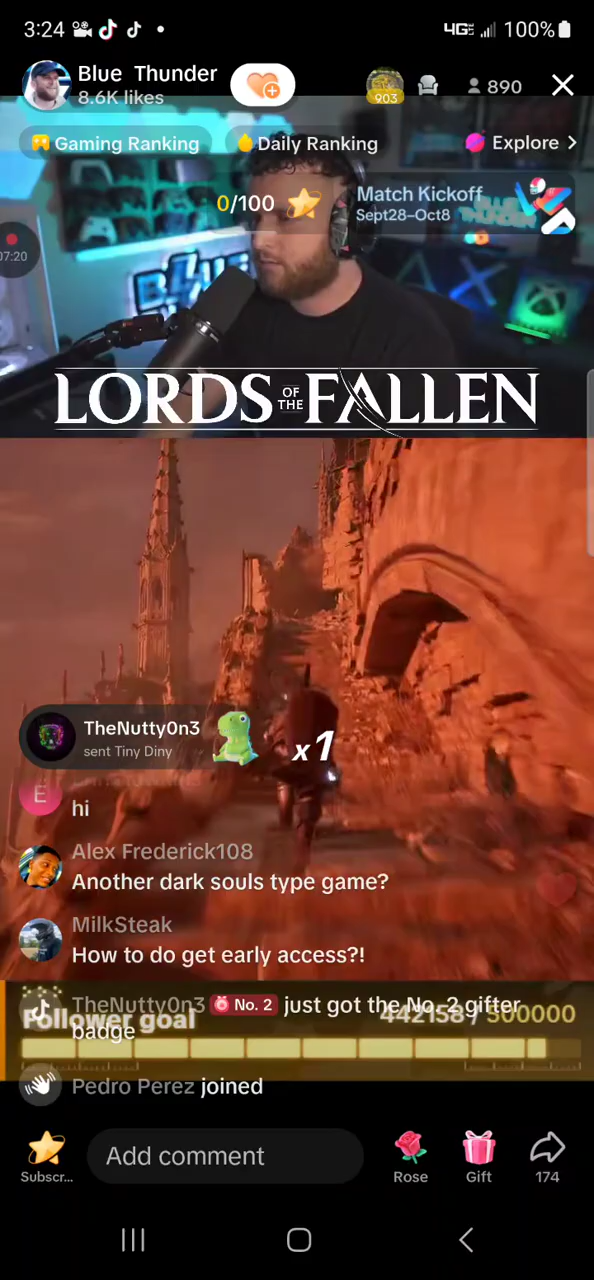 3:24
4G
100%
Blue Thunder
8.6K likes
903
890
Gaming Ranking
Daily Ranking
Explore >
0/100
Match Kickoff
Sept28–Oct8
07:20
BLUE
LORDS OF THE FALLEN
TheNutty0n3
sent Tiny Diny
x1
E
hi
Alex Frederick108
Another dark souls type game?
MilkSteak
How to do get early access?!
TheNutty0n3 No. 2 just got the No. 2 gifter
badge
Follower goal
442158 / 500000
Pedro Perez joined
Subscr...
Add comment
Rose
Gift
174